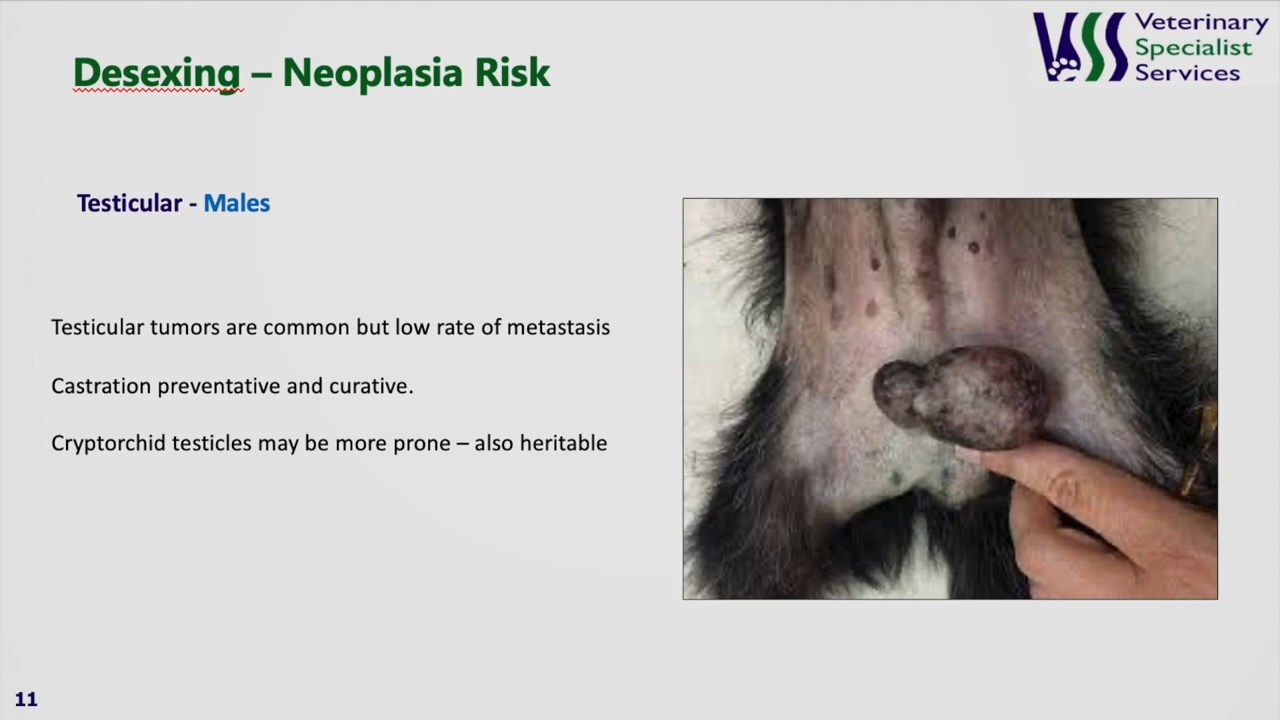 Desexing – Neoplasia Risk
Veterinary
Specialist
Services
Testicular - Males
Testicular tumors are common but low rate of metastasis
Castration preventative and curative.
Cryptorchid testicles may be more prone – also heritable
11